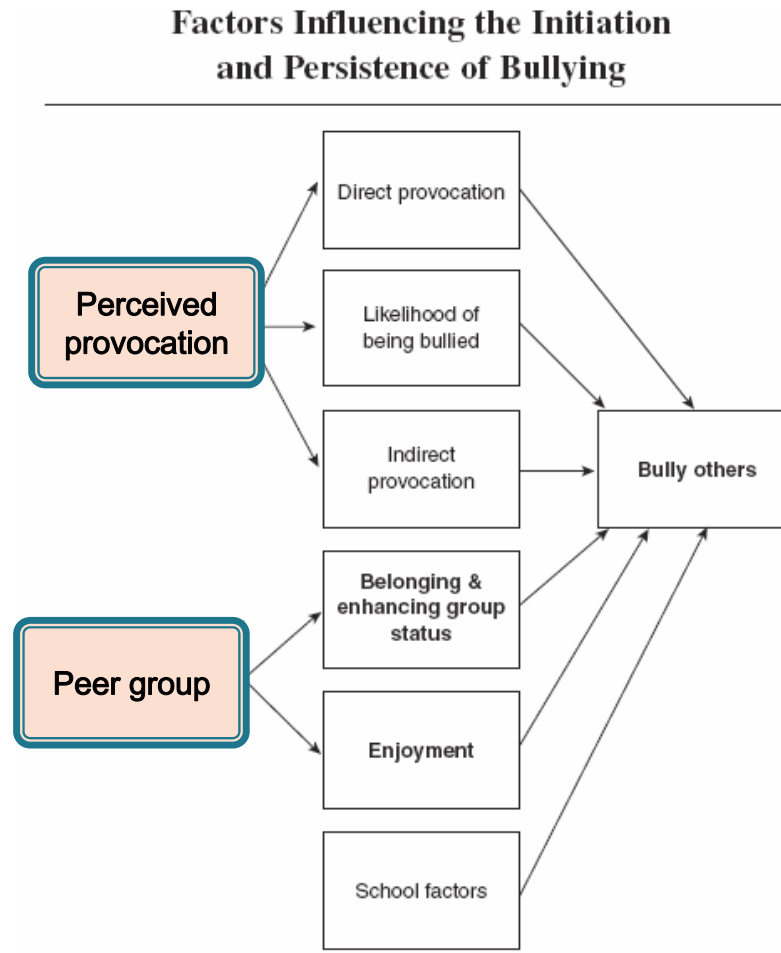 Factors Influencing the Initiation
and Persistence of Bullying
Direct provocation
Perceived
provocation
Likelihood of
being bullied
Indirect
provocation
Bully others
Belonging &
enhancing group
status
Peer group
Enjoyment
School factors